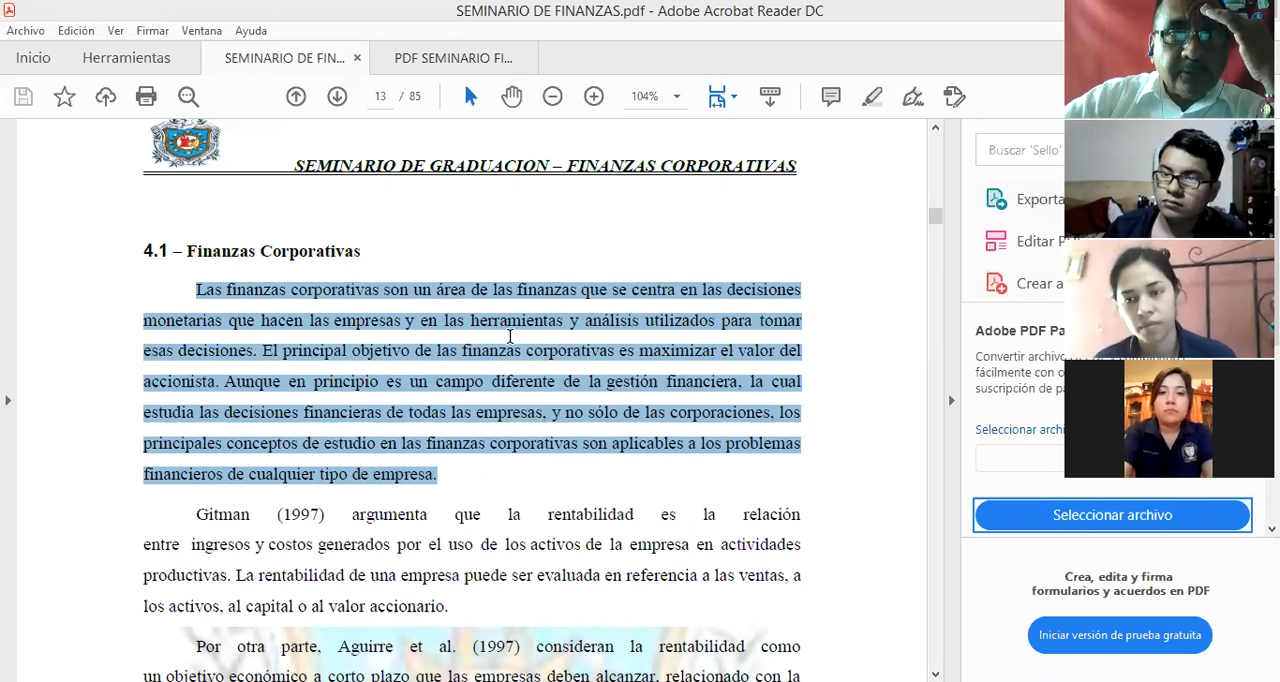 SEMINARIO DE FINANZAS.pdf - Adobe Acrobat Reader DC
Archivo Edición Ver Firmar Ventana Ayuda
Inicio Herramientas SEMINARIO DE FIN... × PDF SEMINARIO FI...
13 / 85 104%
SEMINARIO DE GRADUACION – FINANZAS CORPORATIVAS
4.1 – Finanzas Corporativas
Las finanzas corporativas son un área de las finanzas que se centra en las decisiones
monetarias que hacen las empresas y en las herramientas y análisis utilizados para tomar
esas decisiones. El principal objetivo de las finanzas corporativas es maximizar el valor del
accionista. Aunque en principio es un campo diferente de la gestión financiera, la cual
estudia las decisiones financieras de todas las empresas, y no sólo de las corporaciones, los
principales conceptos de estudio en las finanzas corporativas son aplicables a los problemas
financieros de cualquier tipo de empresa.
Gitman (1997) argumenta que la rentabilidad es la relación
entre ingresos y costos generados por el uso de los activos de la empresa en actividades
productivas. La rentabilidad de una empresa puede ser evaluada en referencia a las ventas, a
los activos, al capital o al valor accionario.
Por otra parte, Aguirre et al. (1997) consideran la rentabilidad como
un objetivo económico a corto plazo que las empresas deben alcanzar, relacionado con la
Buscar 'Sello'
Exporta
Editar P
Crear a
Adobe PDF Pa
Convertir archivo
fácilmente con o
suscripción de pa
Seleccionar archi
Seleccionar archivo
Crea, edita y firma
formularios y acuerdos en PDF
Iniciar versión de prueba gratuita